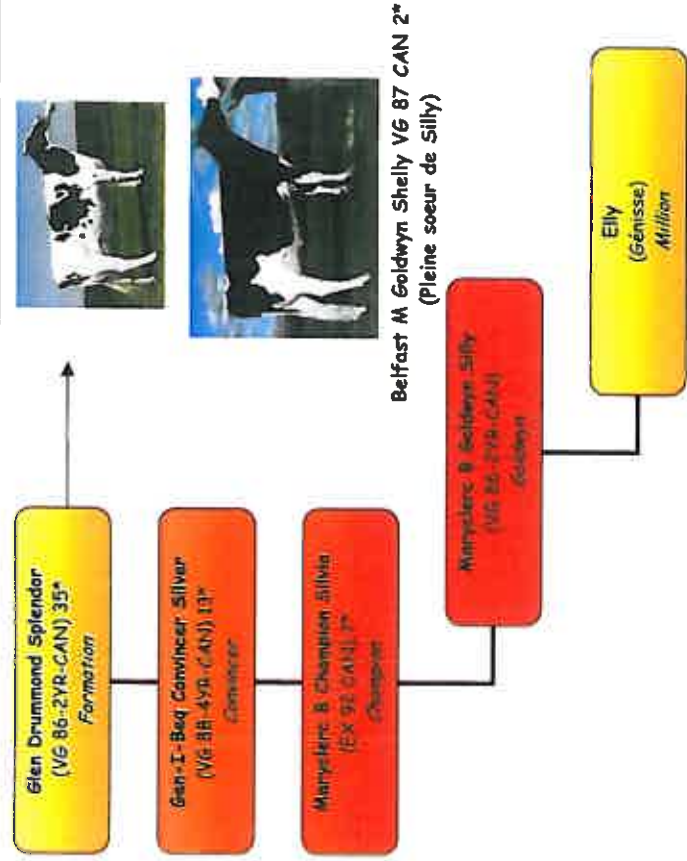 Glen Drummond Splendor
(VG 86-2YR-CAN) 35*
Formation
Gen-I-Beq Convincer Silver
(VG 88-4YR-CAN) 13*
Convincer
Maryclerc B Champion Silvia
(EX 92 CAN) 7*
Champion
Maryclerc B Goldwyn Silly
(VG 86-2YR-CAN)
Goldwyn
Elly
(Génisse)
Million
Belfast M Goldwyn Shelly VG 87 CAN 2*
(Pleine soeur de Silly)